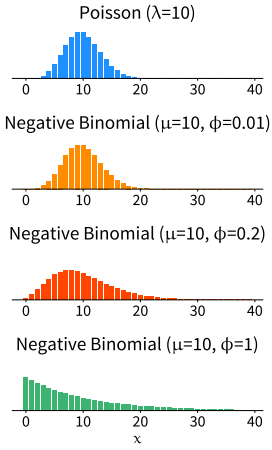 Poisson (λ=10)
0 10 20 30 40
Negative Binomial (μ=10, ϕ=0.01)
0 10 20 30 40
Negative Binomial (μ=10, ϕ=0.2)
0 10 20 30 40
Negative Binomial (μ=10, ϕ=1)
0 10 20 30 40
x